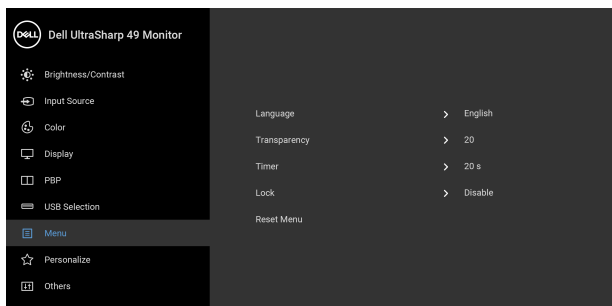 DELL
Dell UltraSharp 49 Monitor
Brightness/Contrast
Input Source
Color
Display
PBP
USB Selection
Menu
Personalize
Others
Language > English
Transparency > 20
Timer > 20 s
Lock > Disable
Reset Menu